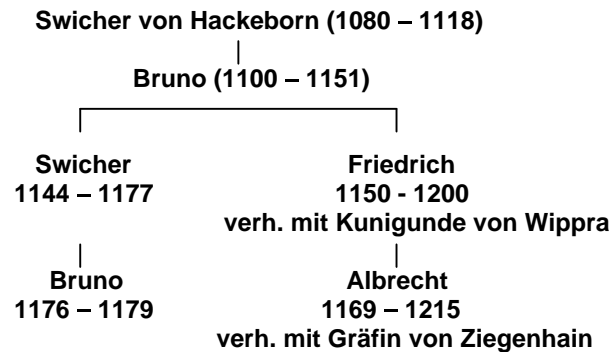 Swicher von Hackeborn (1080 – 1118)
Bruno (1100 – 1151)
Swicher Friedrich
1144 – 1177 1150 - 1200
verh. mit Kunigunde von Wippra
Bruno Albrecht
1176 – 1179 1169 – 1215
verh. mit Gräfin von Ziegenhain